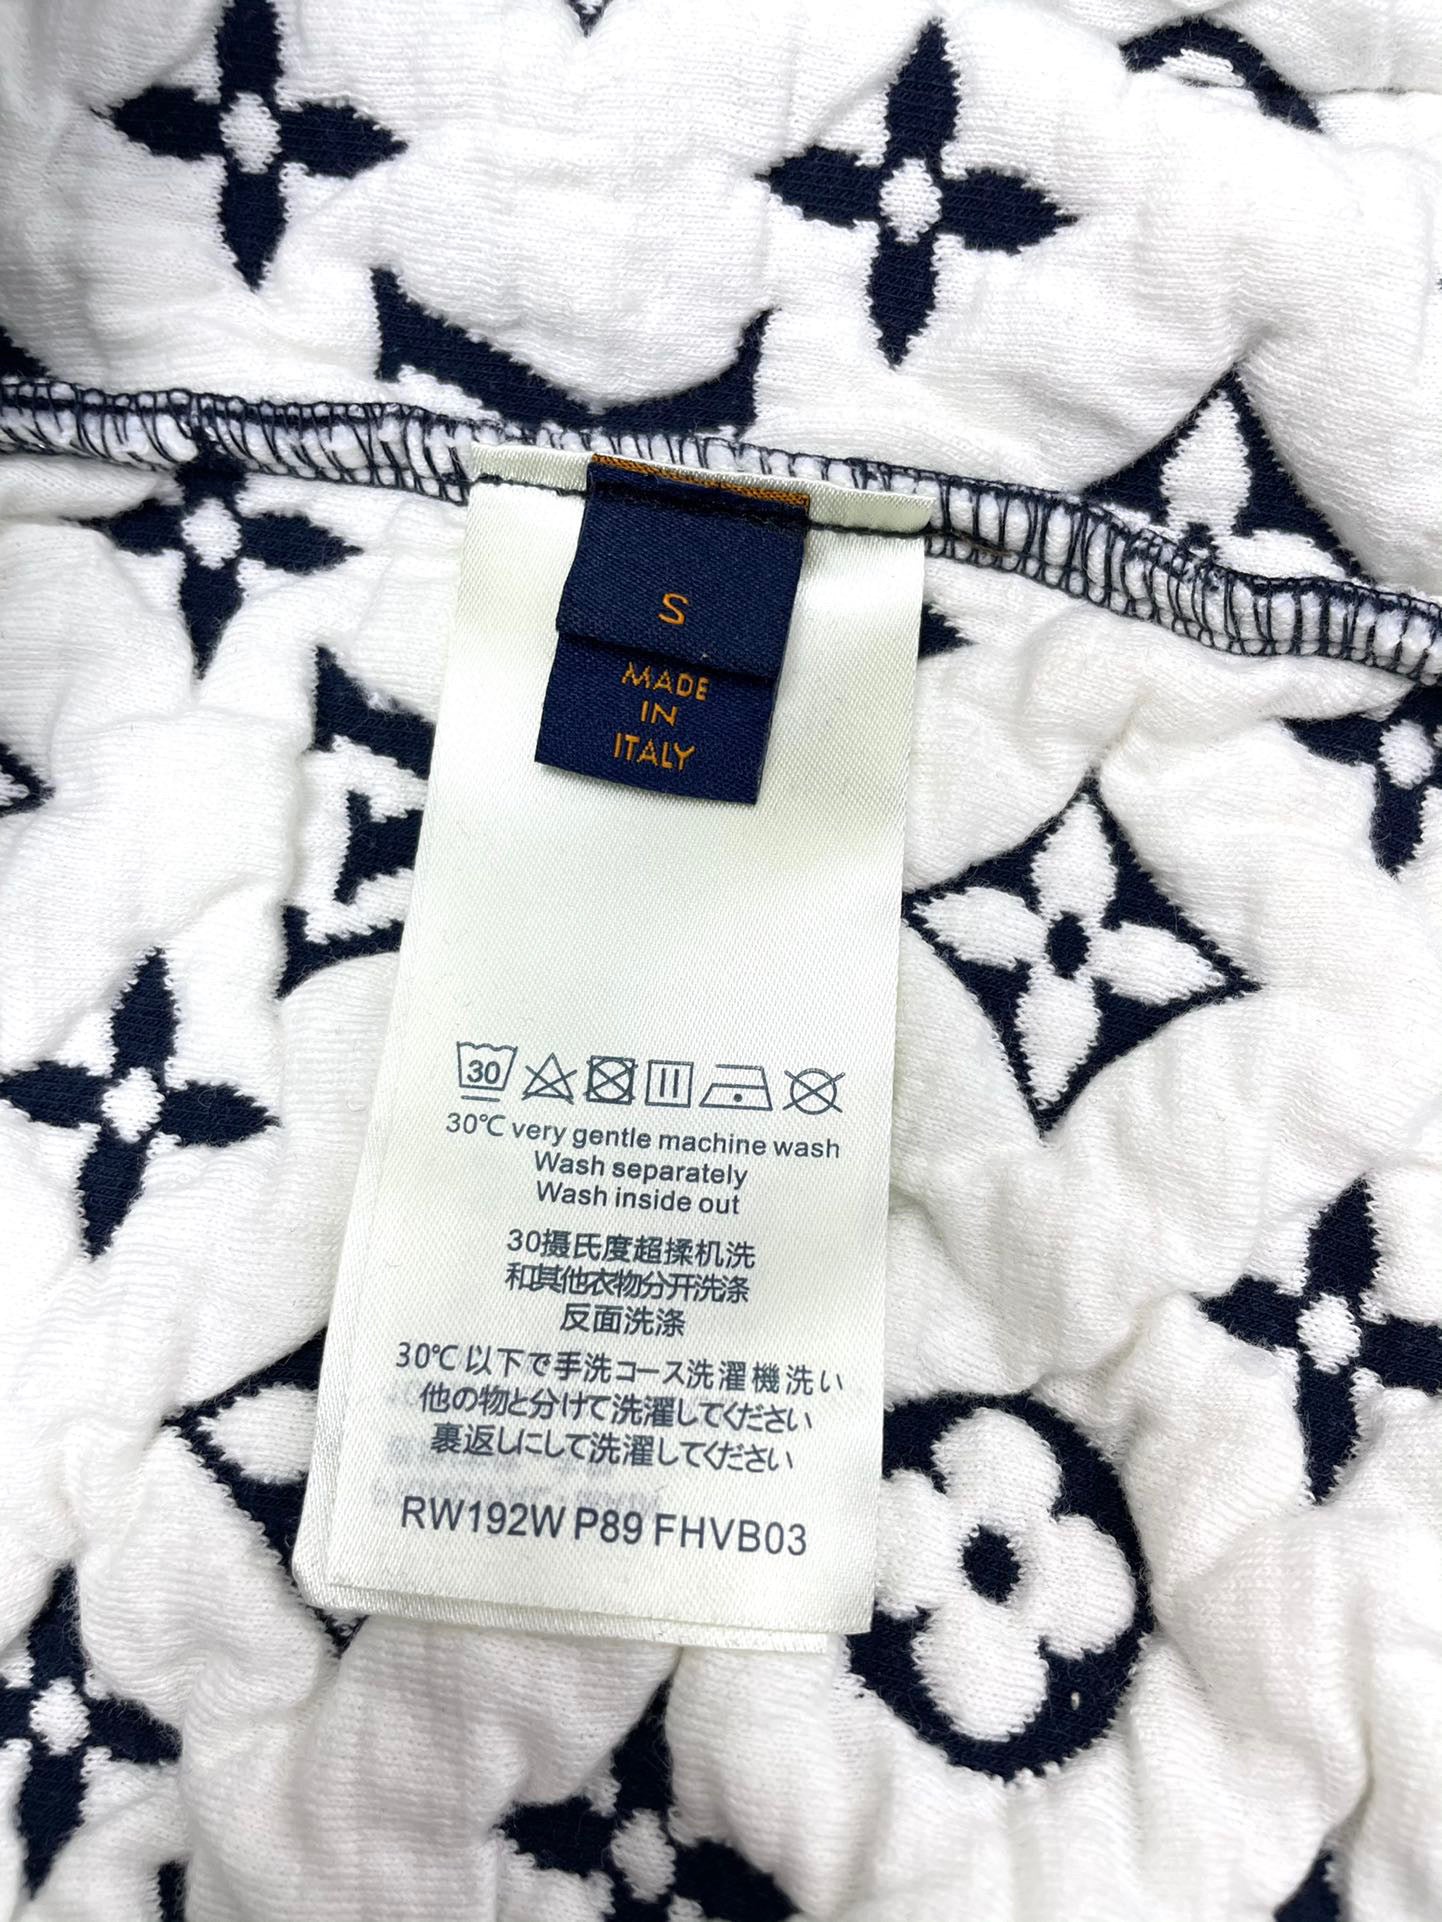 S
MADE
IN
ITALY
30
30℃ very gentle machine wash
Wash separately
Wash inside out
30摄氏度超揉机洗
和其他衣物分开洗涤
反面洗涤
30℃以下で手洗コース洗濯機洗い
他の物と分けて洗濯してください
裏返しにして洗濯してください
RW192W P89 FHVB03